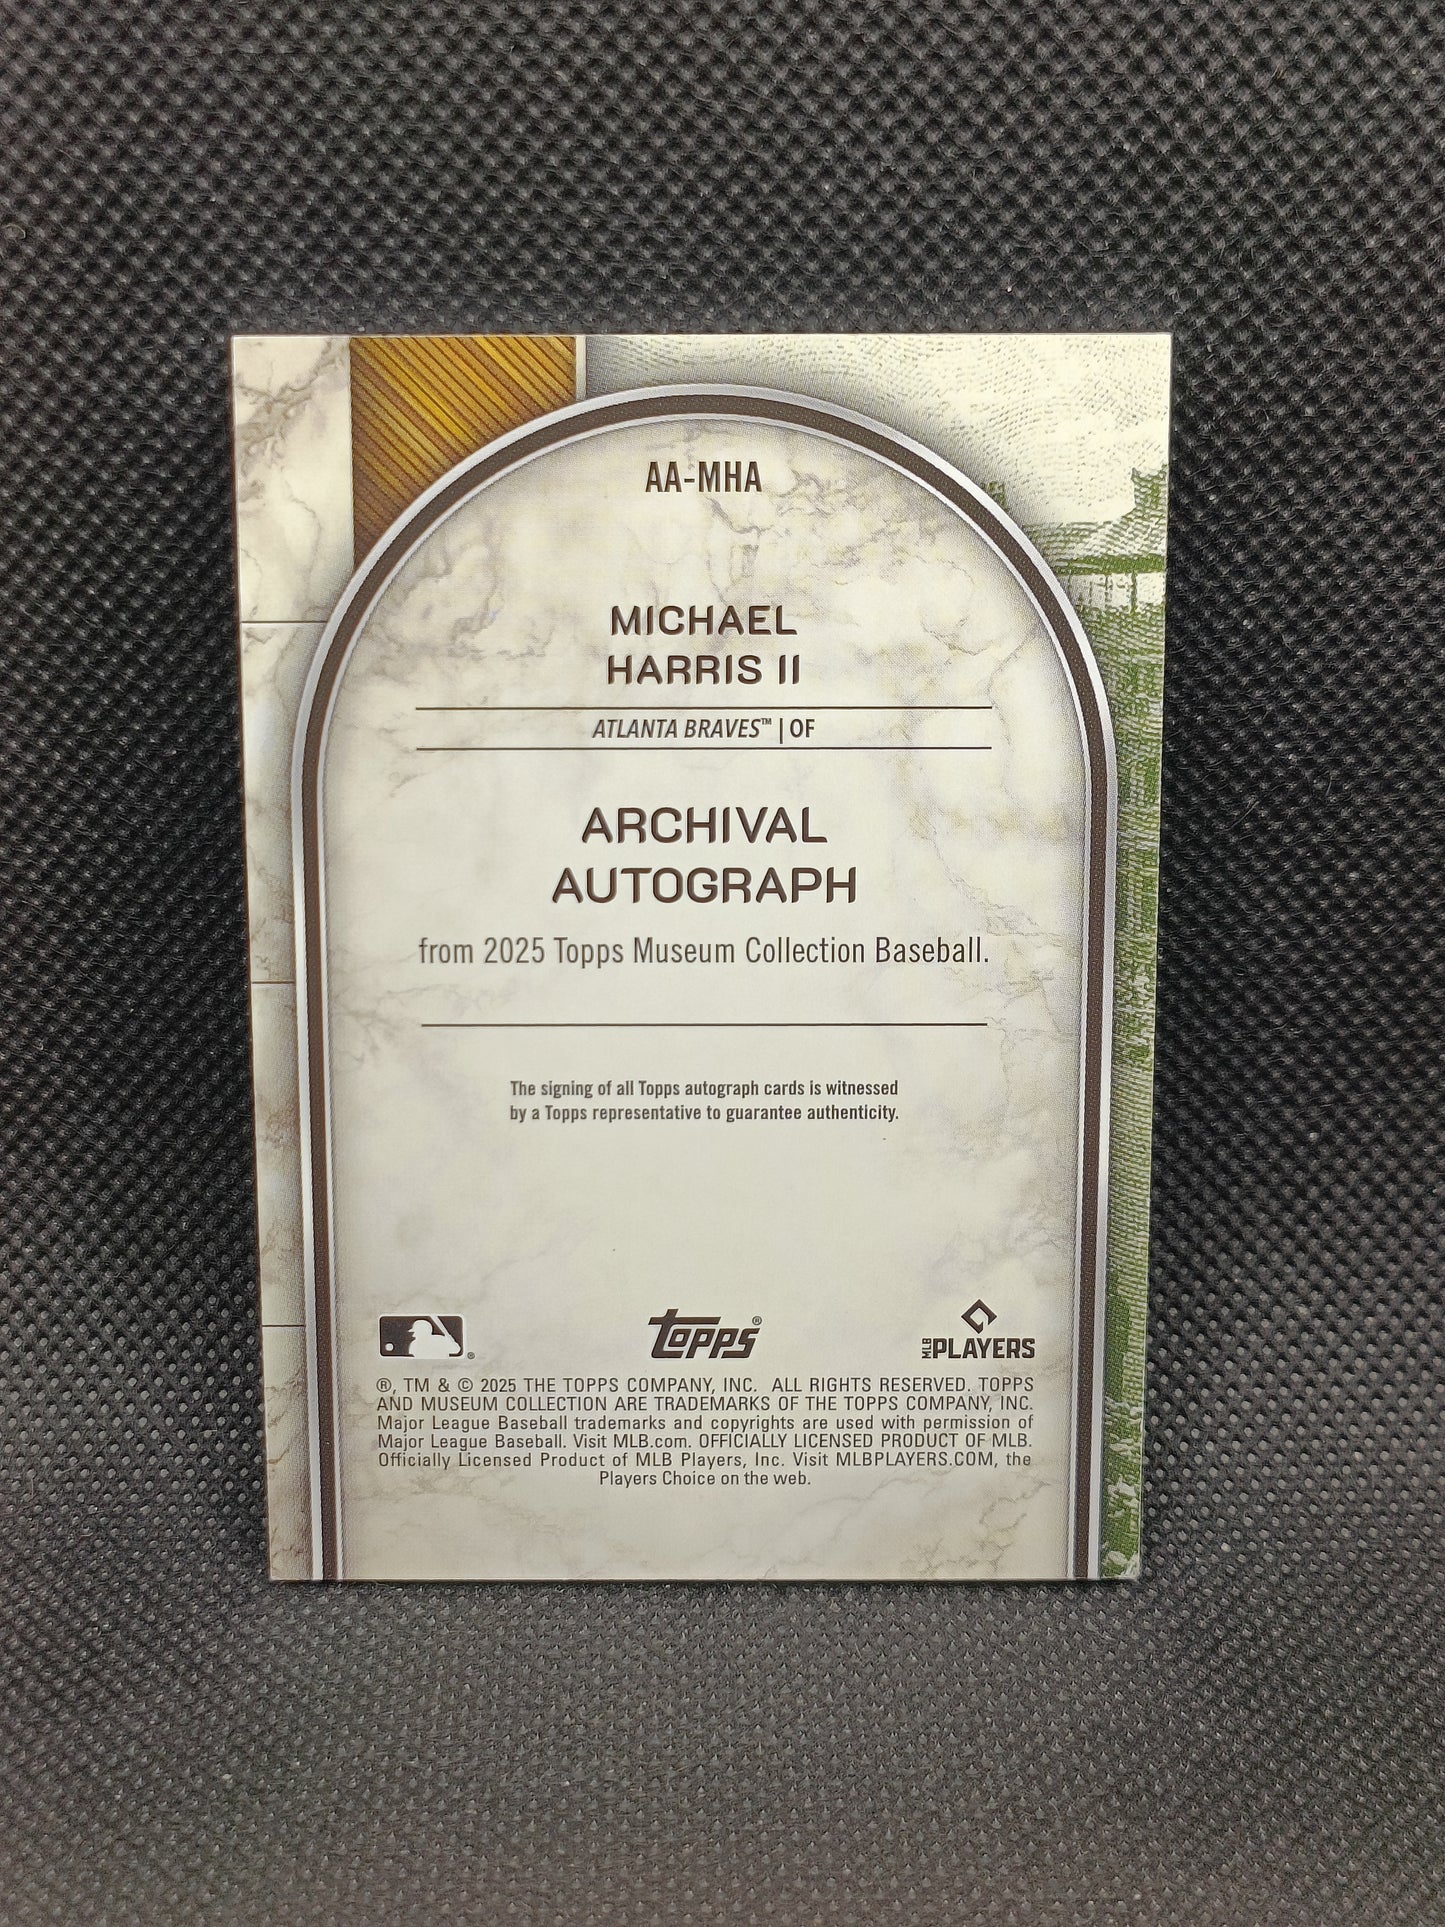 AA-MHA
MICHAEL
HARRIS II
ATLANTA BRAVES™ | OF
ARCHIVAL
AUTOGRAPH
from 2025 Topps Museum Collection Baseball.
The signing of all Topps autograph cards is witnessed
by a Topps representative to guarantee authenticity.
®
topps®
MLB PLAYERS
®, TM & © 2025 THE TOPPS COMPANY, INC. ALL RIGHTS RESERVED. TOPPS
AND MUSEUM COLLECTION ARE TRADEMARKS OF THE TOPPS COMPANY, INC.
Major League Baseball trademarks and copyrights are used with permission of
Major League Baseball. Visit MLB.com. OFFICIALLY LICENSED PRODUCT OF MLB.
Officially Licensed Product of MLB Players, Inc. Visit MLBPLAYERS.COM, the
Players Choice on the web.